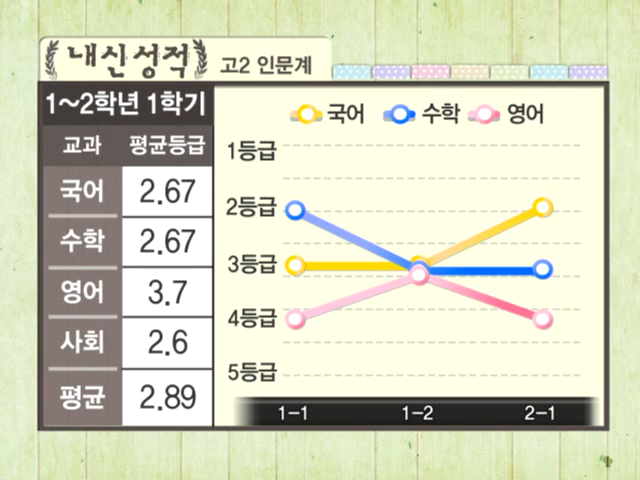 내신성적 고2 인문계
1~2학년 1학기
교과 평균등급
국어 2.67
수학 2.67
영어 3.7
사회 2.6
평균 2.89
국어 수학 영어
1등급
2등급
3등급
4등급
5등급
1-1 1-2 2-1